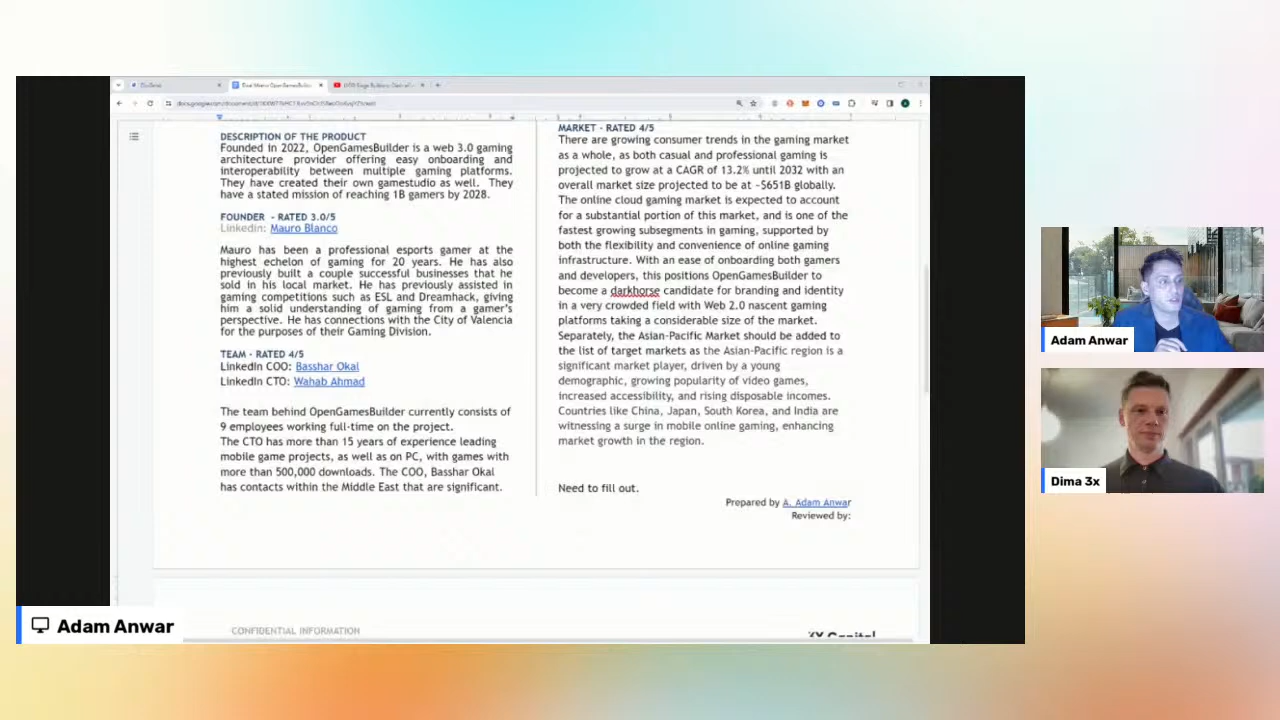 DESCRIPTION OF THE PRODUCT
Founded in 2022, OpenGamesBuilder is a web 3.0 gaming
architecture provider offering easy onboarding and
interoperability between multiple gaming platforms.
They have created their own gamestudio as well. They
have a stated mission of reaching 1B gamers by 2028.
FOUNDER - RATED 3.0/5
Linkedin: Mauro Blanco
Mauro has been a professional esports gamer at the
highest echelon of gaming for 20 years. He has also
previously built a couple successful businesses that he
sold in his local market. He has previously assisted in
gaming competitions such as ESL and Dreamhack, giving
him a solid understanding of gaming from a gamer's
perspective. He has connections with the City of Valencia
for the purposes of their Gaming Division.
TEAM - RATED 4/5
LinkedIn COO: Basshar Okal
LinkedIn CTO: Wahab Ahmad
The team behind OpenGamesBuilder currently consists of
9 employees working full-time on the project.
The CTO has more than 15 years of experience leading
mobile game projects, as well as on PC, with games with
more than 500,000 downloads. The COO, Basshar Okal
has contacts within the Middle East that are significant.
MARKET - RATED 4/5
There are growing consumer trends in the gaming market
as a whole, as both casual and professional gaming is
projected to grow at a CAGR of 13.2% until 2032 with an
overall market size projected to be at ~$651B globally.
The online cloud gaming market is expected to account
for a substantial portion of this market, and is one of the
fastest growing subsegments in gaming, supported by
both the flexibility and convenience of online gaming
infrastructure. With an ease of onboarding both gamers
and developers, this positions OpenGamesBuilder to
become a darkhorse candidate for branding and identity
in a very crowded field with Web 2.0 nascent gaming
platforms taking a considerable size of the market.
Separately, the Asian-Pacific Market should be added to
the list of target markets as the Asian-Pacific region is a
significant market player, driven by a young
demographic, growing popularity of video games,
increased accessibility, and rising disposable incomes.
Countries like China, Japan, South Korea, and India are
witnessing a surge in mobile online gaming, enhancing
market growth in the region.
Need to fill out.
Prepared by A. Adam Anwar
Reviewed by:
CONFIDENTIAL INFORMATION
Capital
Adam Anwar
Adam Anwar
Dima 3x